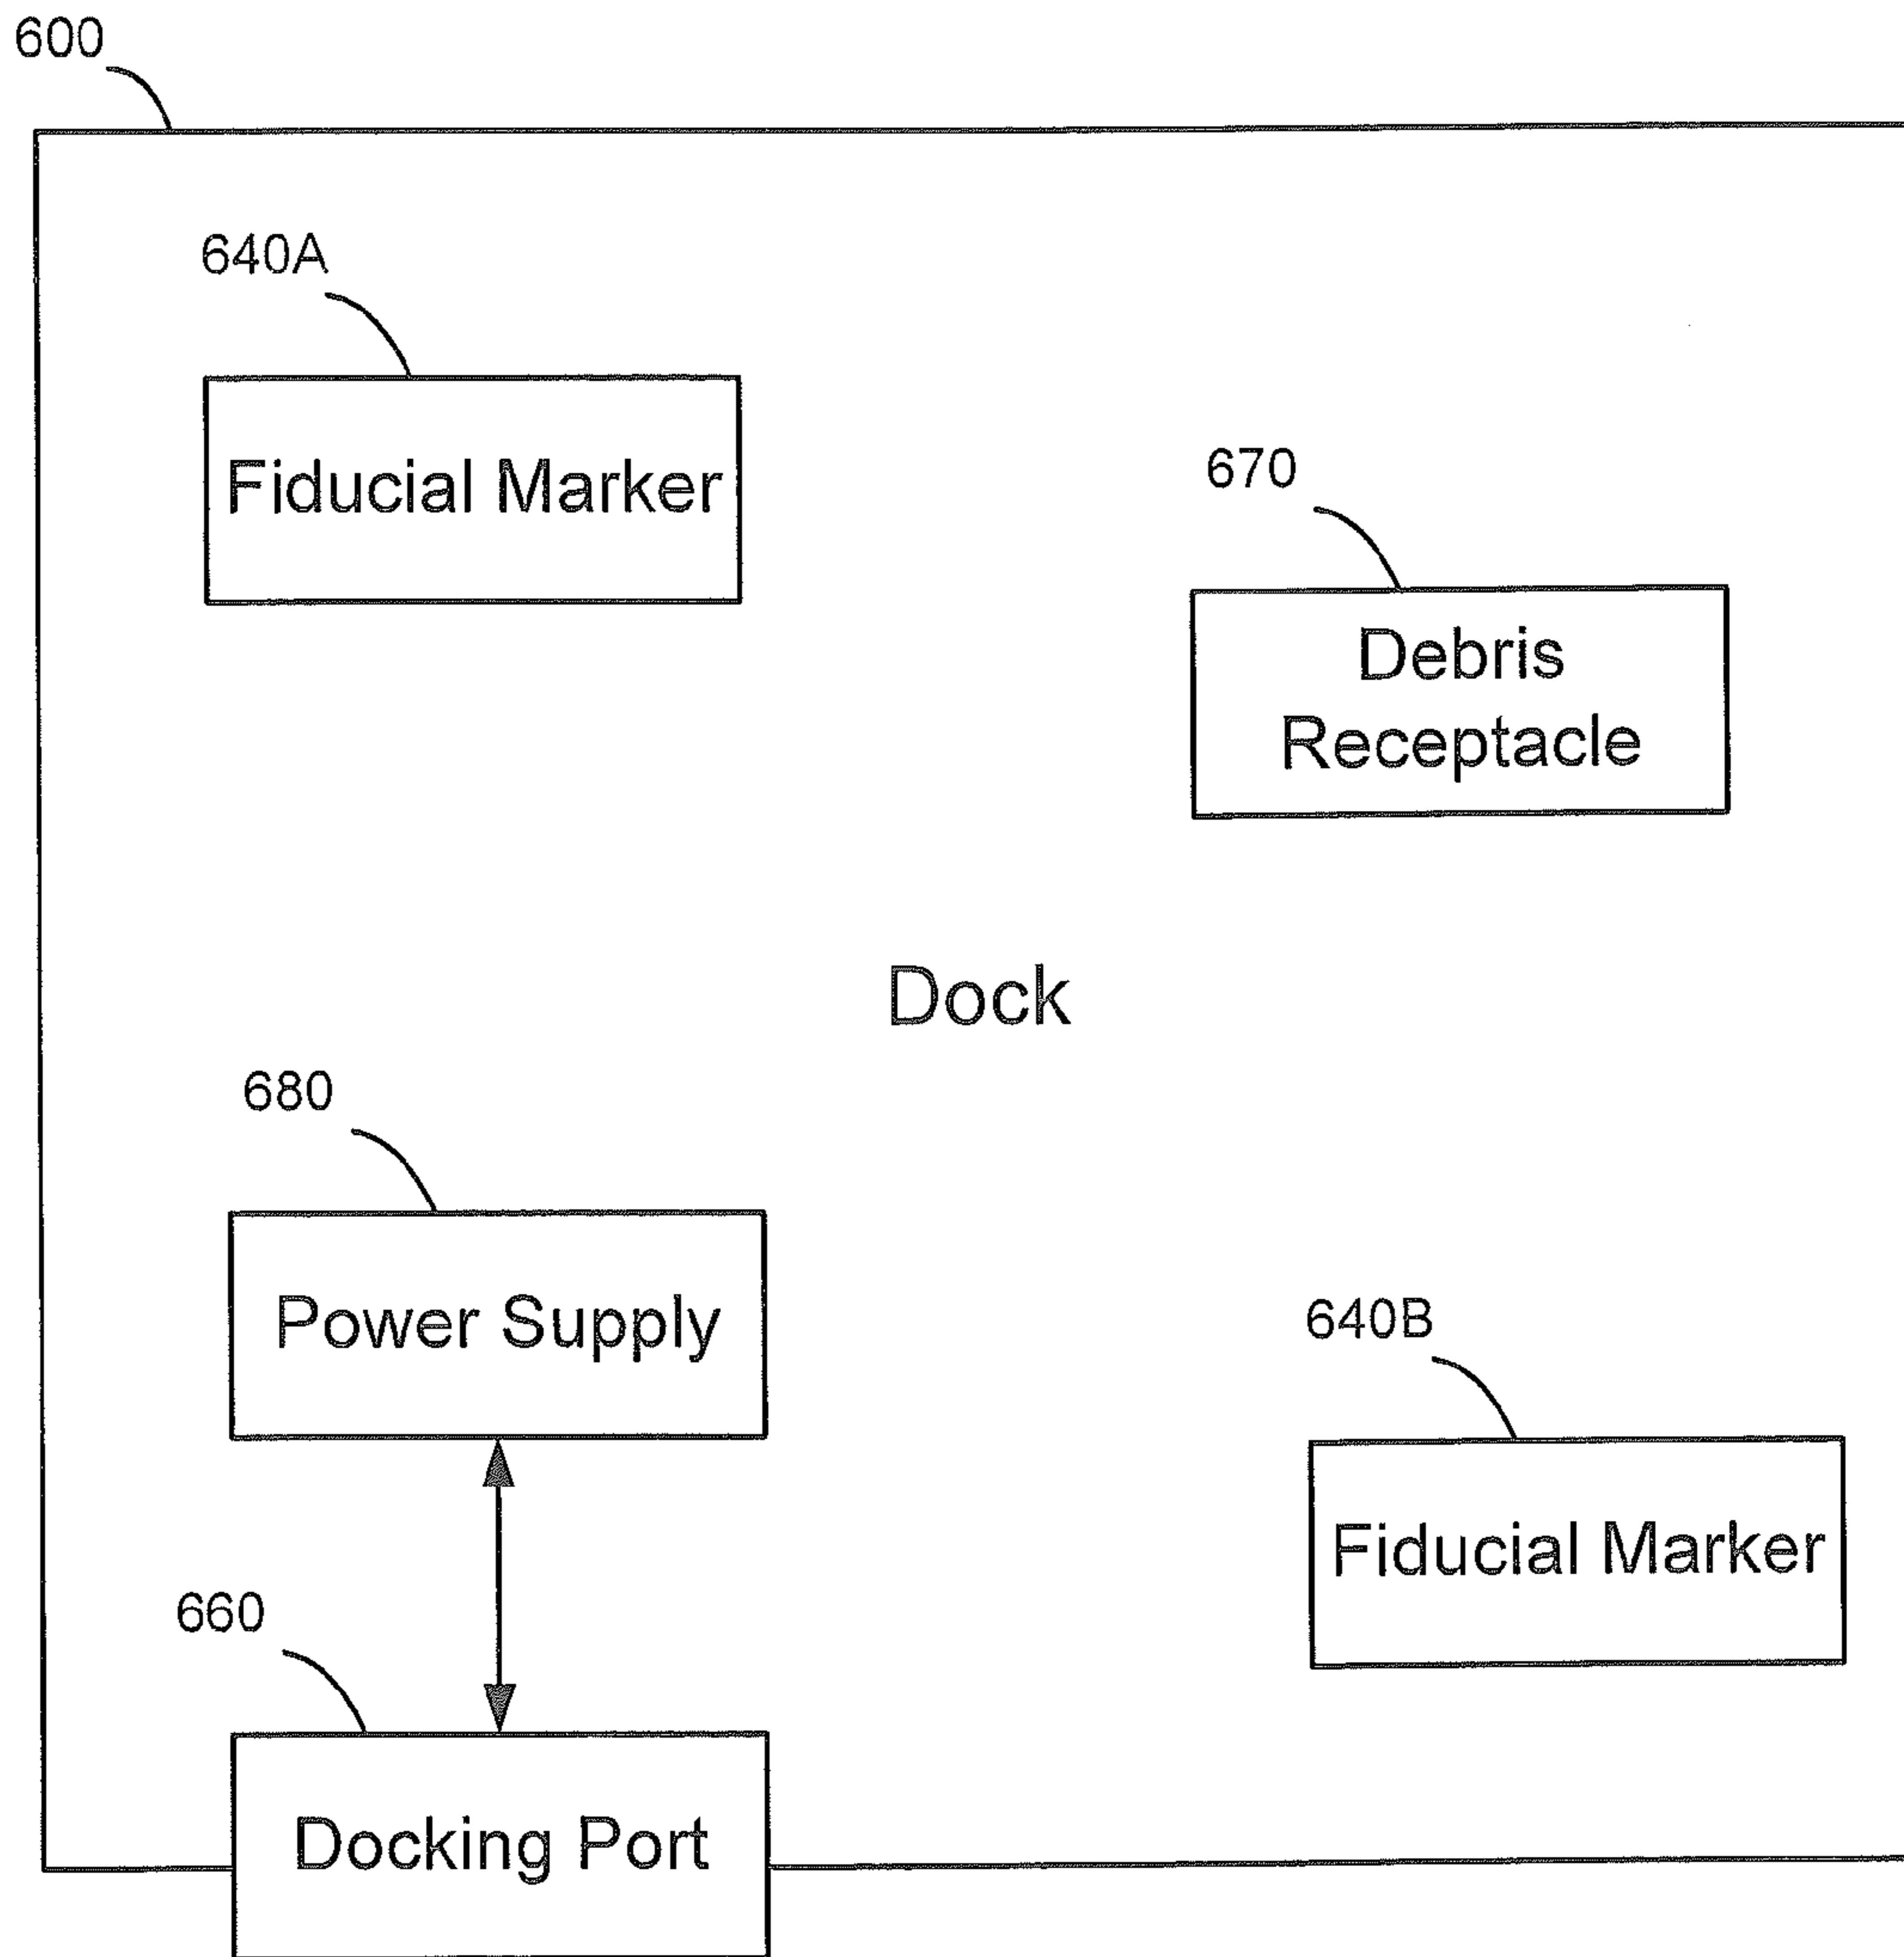 600
640A
Fiducial Marker
670
Debris
Receptacle
Dock
680
Power Supply
640B
Fiducial Marker
660
Docking Port